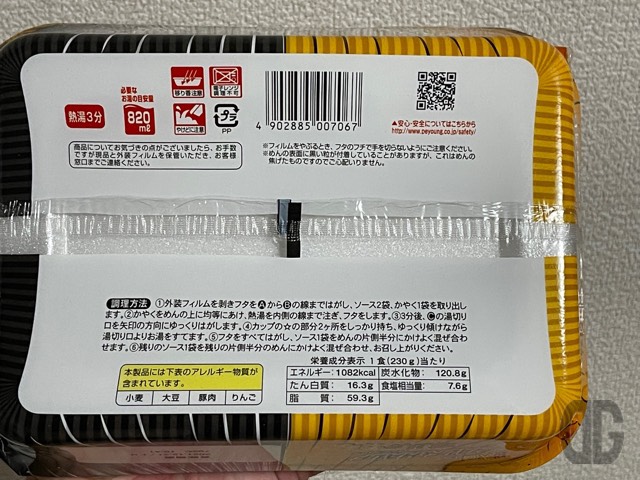 必要な
お湯の目安量
熱湯3分
820
mℓ
移り香注意
電子レンジ
調理不可
やけどに注意
プラ
PP
4 902885 007067
▲安心・安全についてはこちらから
http://www.peyoung.co.jp/safety/
商品についてお気づきの点がございましたら、お手数
ですが現品と外装フィルムを保管いただき、お客様
窓口までご連絡ください。
※フィルムをやぶるとき、フタのフチで手を切らないようにご注意ください。
※めんの表面に黒い粒が付着していることがありますが、これはめんの
焦げたものですのでご心配いりません。
調理方法 ①外装フィルムを剥きフタをⒶからⒷの線まではがし、ソース2袋、かやく1袋を取り出し
ます。②かやくをめんの上に均等にあけ、熱湯を内側の線まで注ぎ、フタをします。③3分後、Ⓒの湯切り
口を矢印の方向にゆっくりはがします。④カップの☆の部分2ヶ所をしっかり持ち、ゆっくり傾けながら
湯切り口よりお湯をすてます。⑤フタをすべてはがし、ソース1袋をめんの片側半分にかけよく混ぜ合わ
せます。⑥残りのソース1袋を残りの片側半分のめんにかけよく混ぜ合わせ、お召し上がりください。
栄養成分表示 1食(230g)当たり
エネルギー:1082kcal 炭水化物: 120.8g
たん白質: 16.3g 食塩相当量: 7.6g
脂質: 59.3g
本製品には下表のアレルギー物質が
含まれています。
小麦 大豆 豚肉 りんご